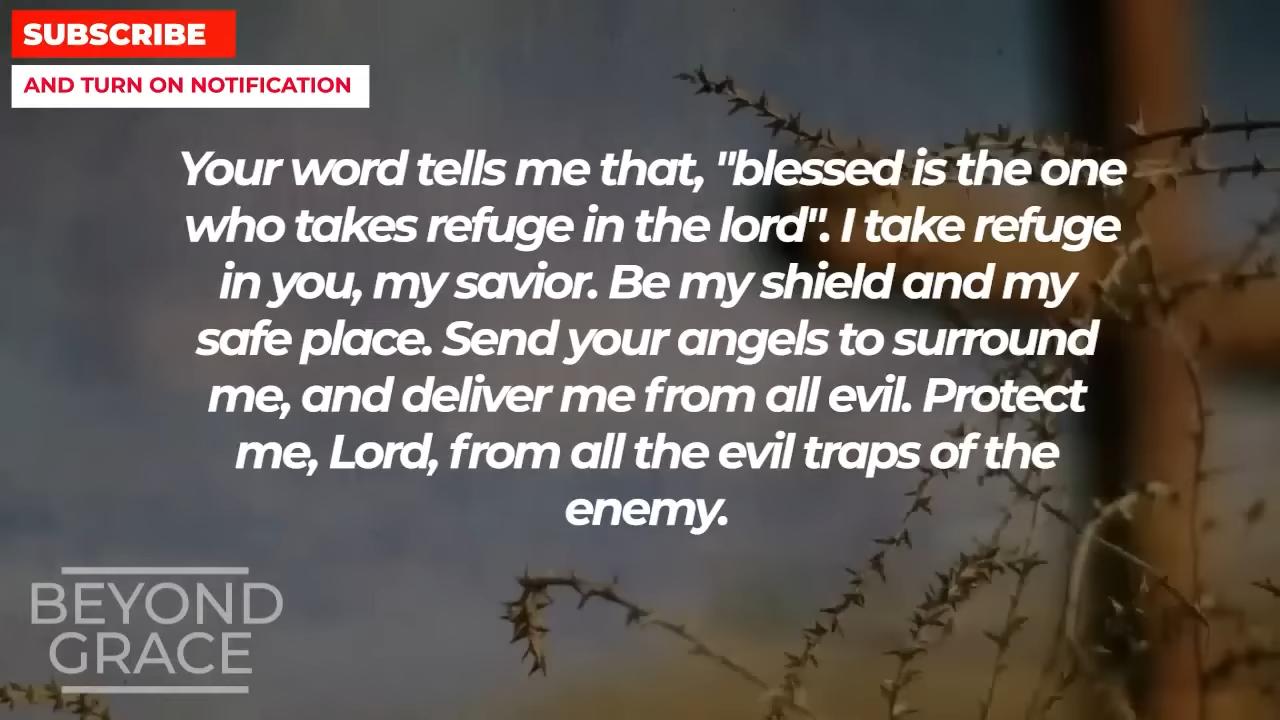 SUBSCRIBE
AND TURN ON NOTIFICATION
Your word tells me that, "blessed is the one
who takes refuge in the lord". I take refuge
in you, my savior. Be my shield and my
safe place. Send your angels to surround
me, and deliver me from all evil. Protect
me, Lord, from all the evil traps of the
enemy.
BEYOND
GRACE